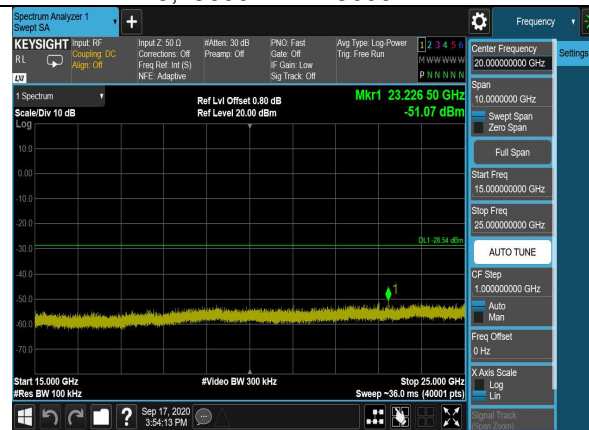 Spectrum Analyzer 1
Swept SA
Frequency
Settings
KEYSIGHT
RL
Input: RF
Coupling: DC
Align: Off
Input Z: 50 Ω
Corrections: Off
Freq Ref: Int (S)
NFE: Adaptive
#Atten: 30 dB
Preamp: Off
PNO: Fast
Gate: Off
IF Gain: Low
Sig Track: Off
Avg Type: Log-Power
Trig: Free Run
1 2 3 4 5 6
M W W W W W
P N N N N N
LW
1 Spectrum
Scale/Div 10 dB
Log
Ref Lvl Offset 0.80 dB
Ref Level 20.00 dBm
Mkr1 23.226 50 GHz
-51.07 dBm
10.0
0.00
-10.0
-20.0
DL1 -28.54 dBm
-30.0
-40.0
1
-50.0
-60.0
-70.0
Start 15.000 GHz
#Res BW 100 kHz
#Video BW 300 kHz
Stop 25.000 GHz
Sweep ~36.0 ms (40001 pts)
Sep 17, 2020
3:54:13 PM
Center Frequency
20.000000000 GHz
Span
10.0000000 GHz
Swept Span
Zero Span
Full Span
Start Freq
15.000000000 GHz
Stop Freq
25.000000000 GHz
AUTO TUNE
CF Step
1.000000000 GHz
Auto
Man
Freq Offset
0 Hz
X Axis Scale
Log
Lin
Signal Track
(Span Zoom)